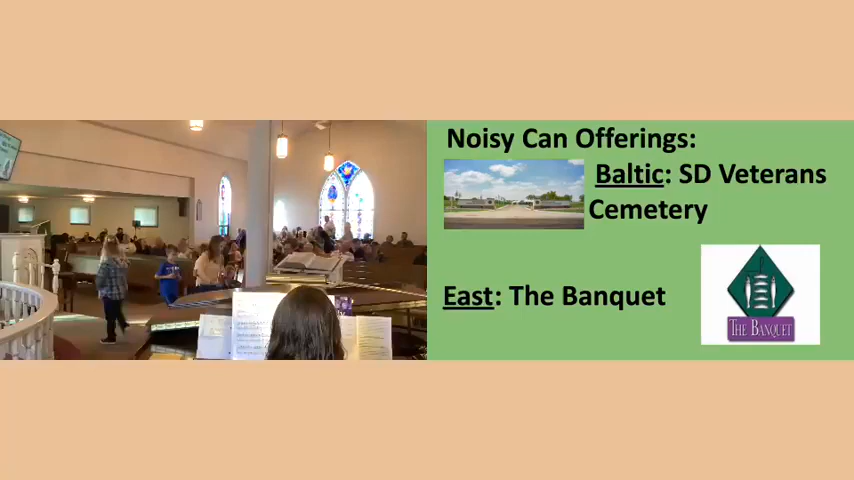 Noisy Can Offerings:
Baltic: SD Veterans
Cemetery
East: The Banquet
THE BANQUET